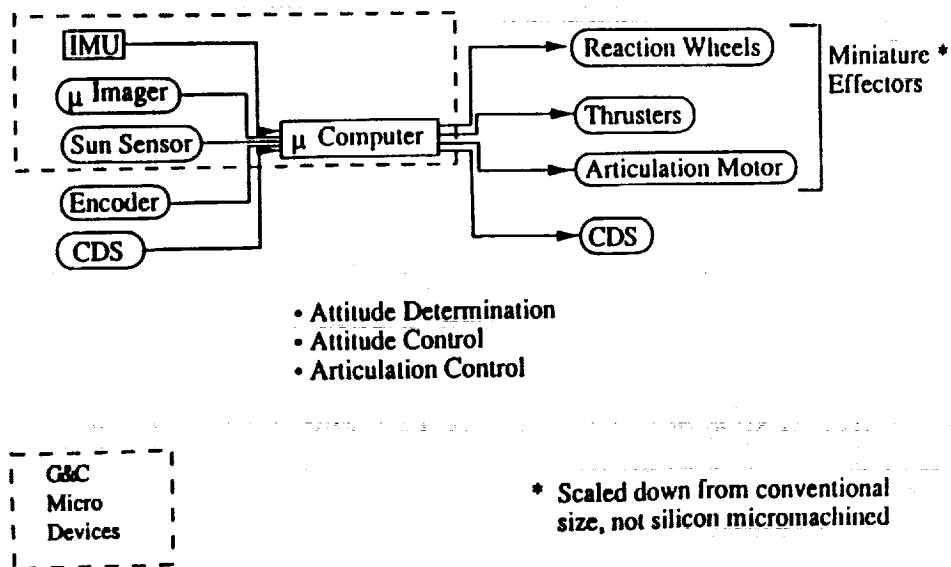 IMU
μ Imager
Sun Sensor
Encoder
CDS
μ Computer
Reaction Wheels
Thrusters
Articulation Motor
CDS
Miniature *
Effectors
• Attitude Determination
• Attitude Control
• Articulation Control
G&C
Micro
Devices
* Scaled down from conventional
size, not silicon micromachined